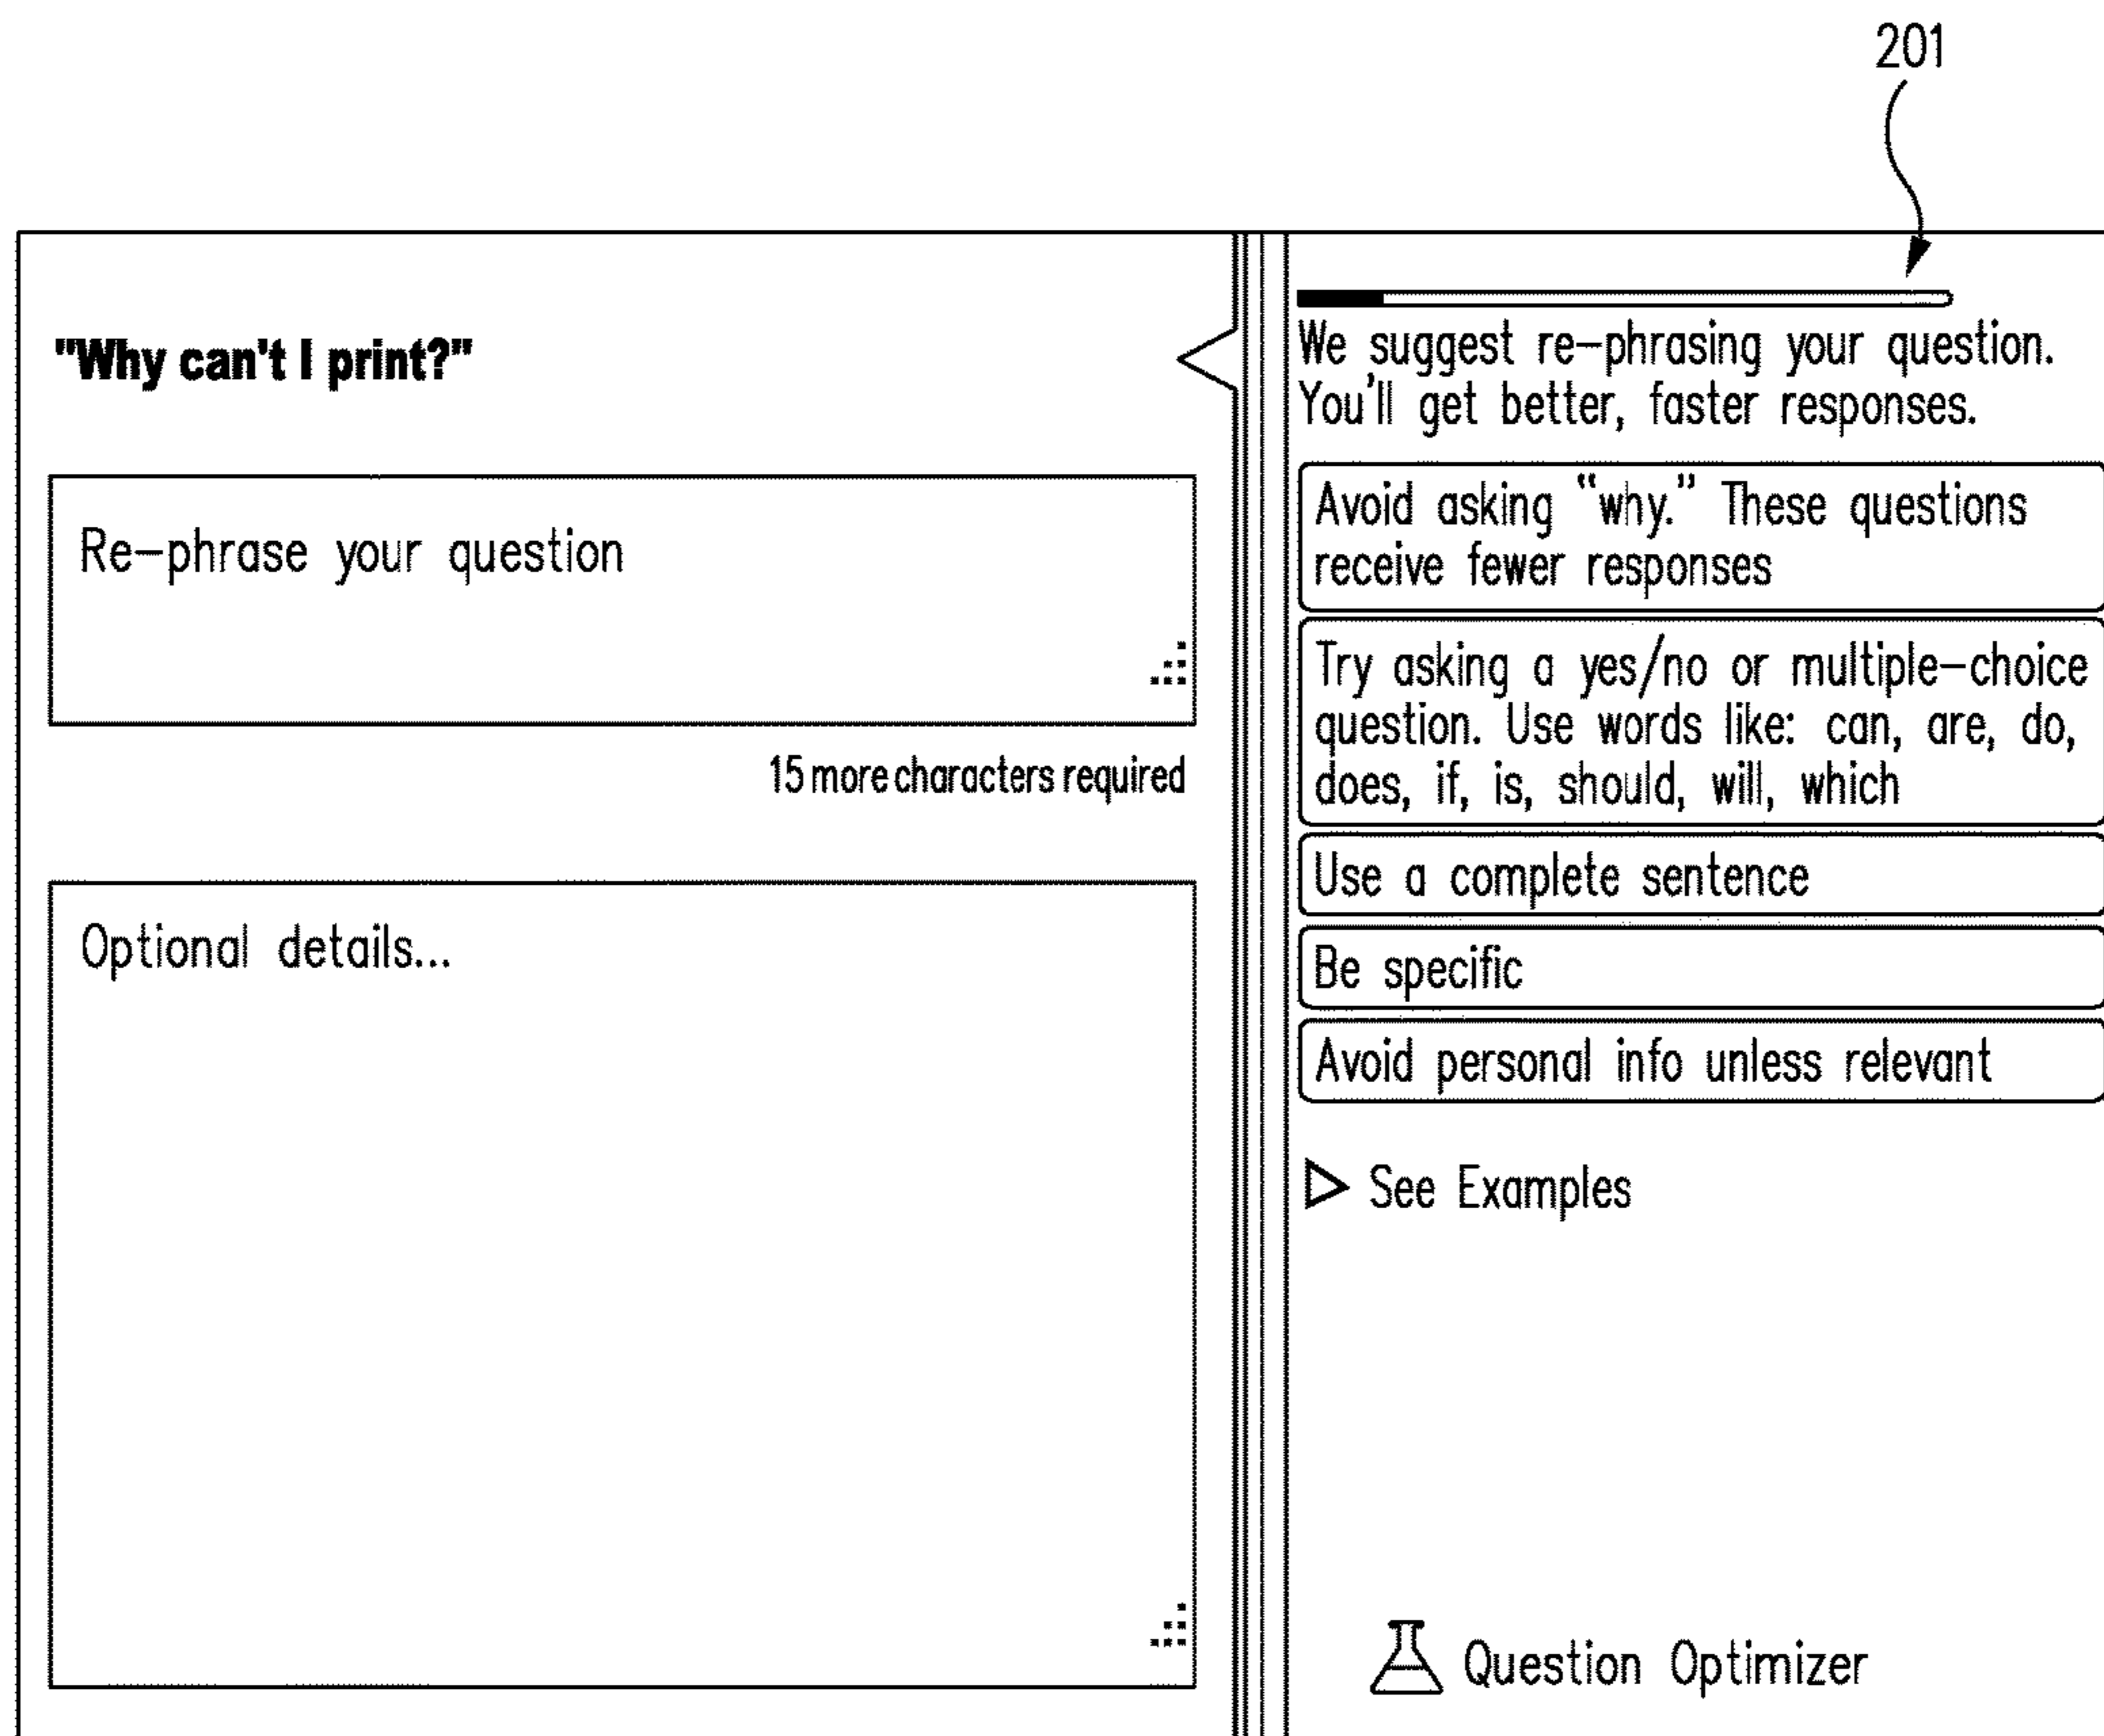 201
"Why can't I print?"
Re-phrase your question
15 more characters required
Optional details...
We suggest re-phrasing your question.
You'll get better, faster responses.
Avoid asking "why." These questions
receive fewer responses
Try asking a yes/no or multiple-choice
question. Use words like: can, are, do,
does, if, is, should, will, which
Use a complete sentence
Be specific
Avoid personal info unless relevant
See Examples
Question Optimizer